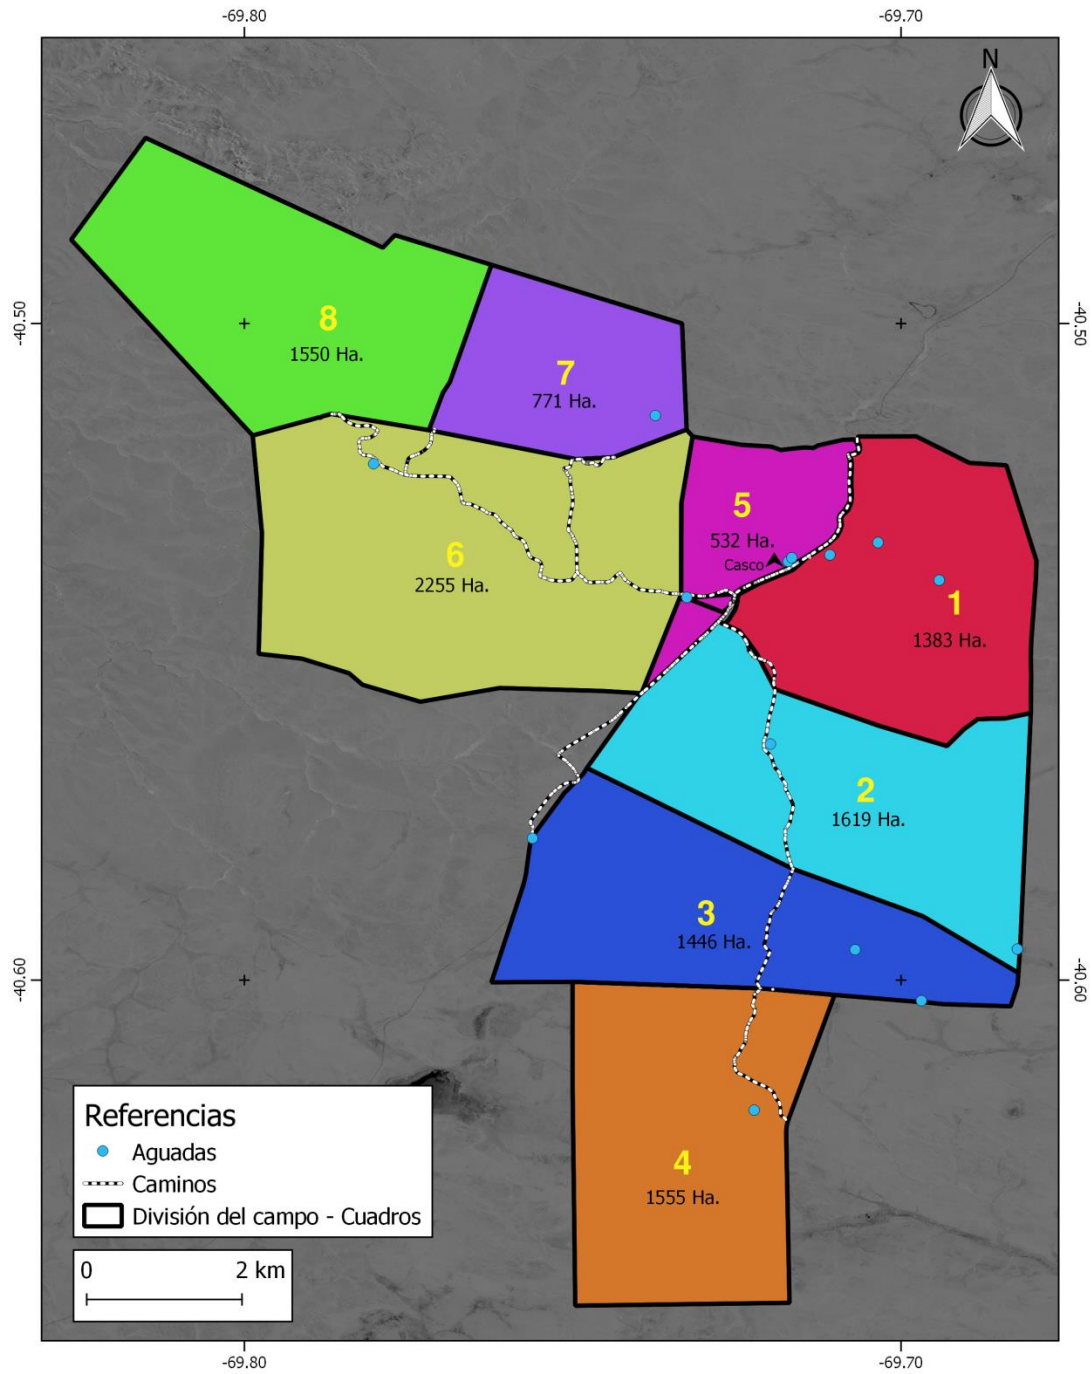 -69.80
-69.70
N
-40.50
-40.50
8
1550 Ha.
7
771 Ha.
5
532 Ha.
Casco
6
2255 Ha.
1
1383 Ha.
2
1619 Ha.
3
1446 Ha.
-40.60
-40.60
4
1555 Ha.
Referencias
Aguadas
Caminos
División del campo - Cuadros
0
2 km
-69.80
-69.70